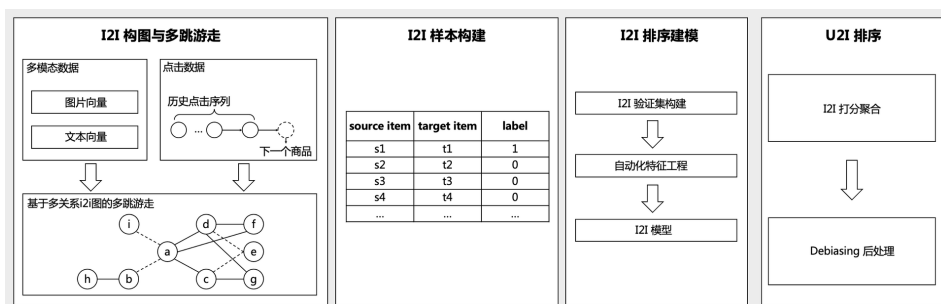 I2I 构图与多跳游走
多模态数据
图片向量
文本向量
点击数据
历史点击序列
...
下一个商品
基于多关系i2i图的多跳游走
i
d
f
a
e
h
b
c
g
I2I 样本构建
source item target item label
s1 t1 1
s2 t2 0
s3 t3 0
s4 t4 0
... ... ...
I2I 排序建模
I2I 验证集构建
自动化特征工程
I2I 模型
U2I 排序
I2I 打分聚合
Debiasing 后处理